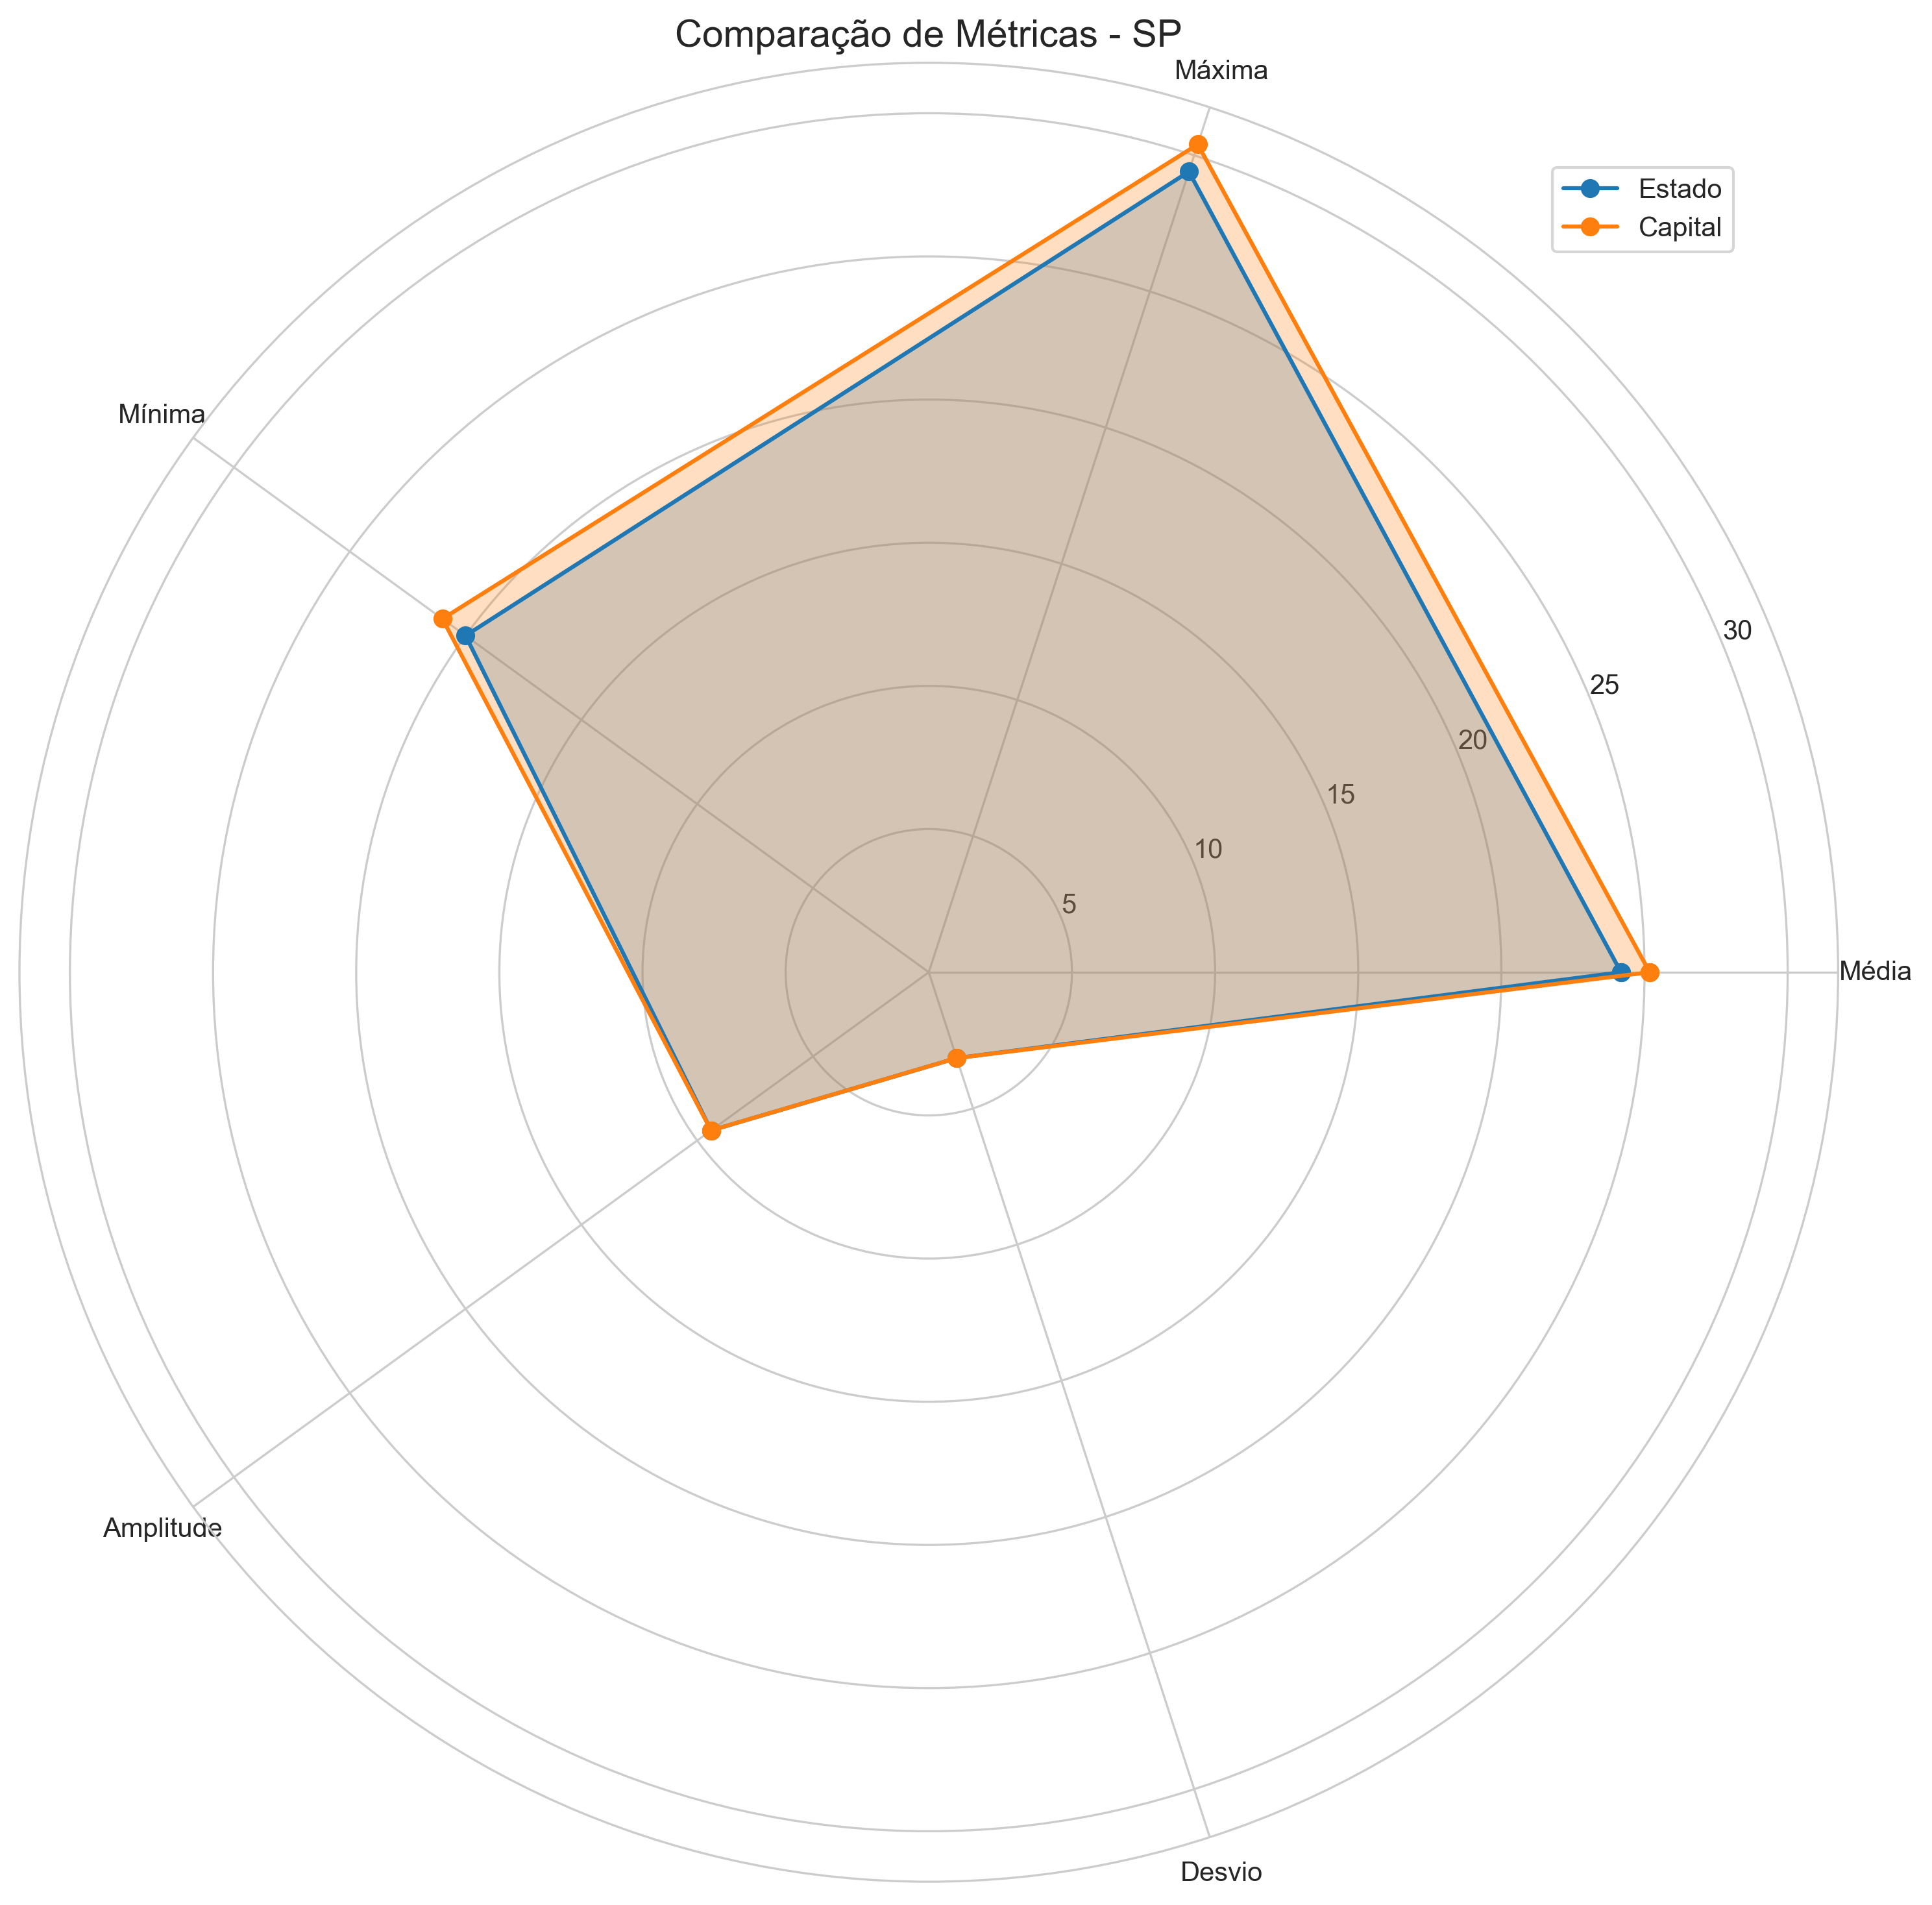 Comparação de Métricas - SP
Máxima
Estado
Capital
Mínima
30
25
20
15
10
5
Média
Amplitude
Desvio